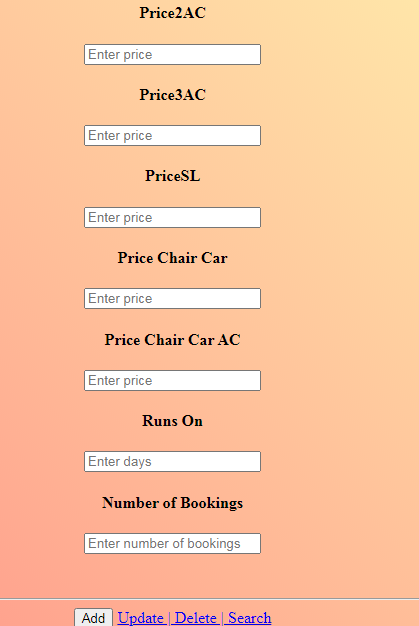 Price2AC
Enter price
Price3AC
Enter price
PriceSL
Enter price
Price Chair Car
Enter price
Price Chair Car AC
Enter price
Runs On
Enter days
Number of Bookings
Enter number of bookings
Add Update | Delete | Search